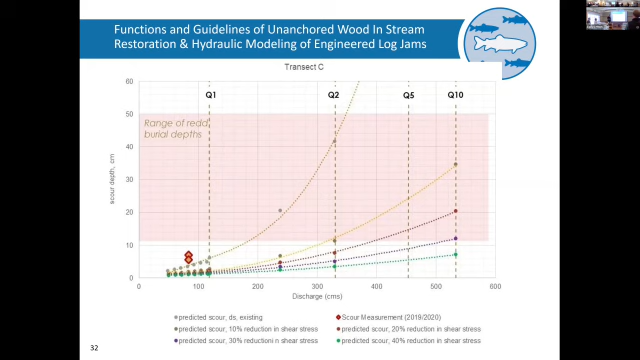 Functions and Guidelines of Unanchored Wood In Stream
Restoration & Hydraulic Modeling of Engineered Log Jams
Transect C
60
50
40
30
20
10
0
scour depth, cm
Q1
Q2
Q5
Q10
Range of redd
burial depths
0
100
200
300
400
500
600
Discharge (cms)
predicted scour, ds, existing
Scour Measurement (2019/2020)
predicted scour, 10% reduction in shear stress
predicted scour, 20% reduction in shear stress
predicted scour, 30% reduction n shear stress
predicted scour, 40% reduction in shear stress
32